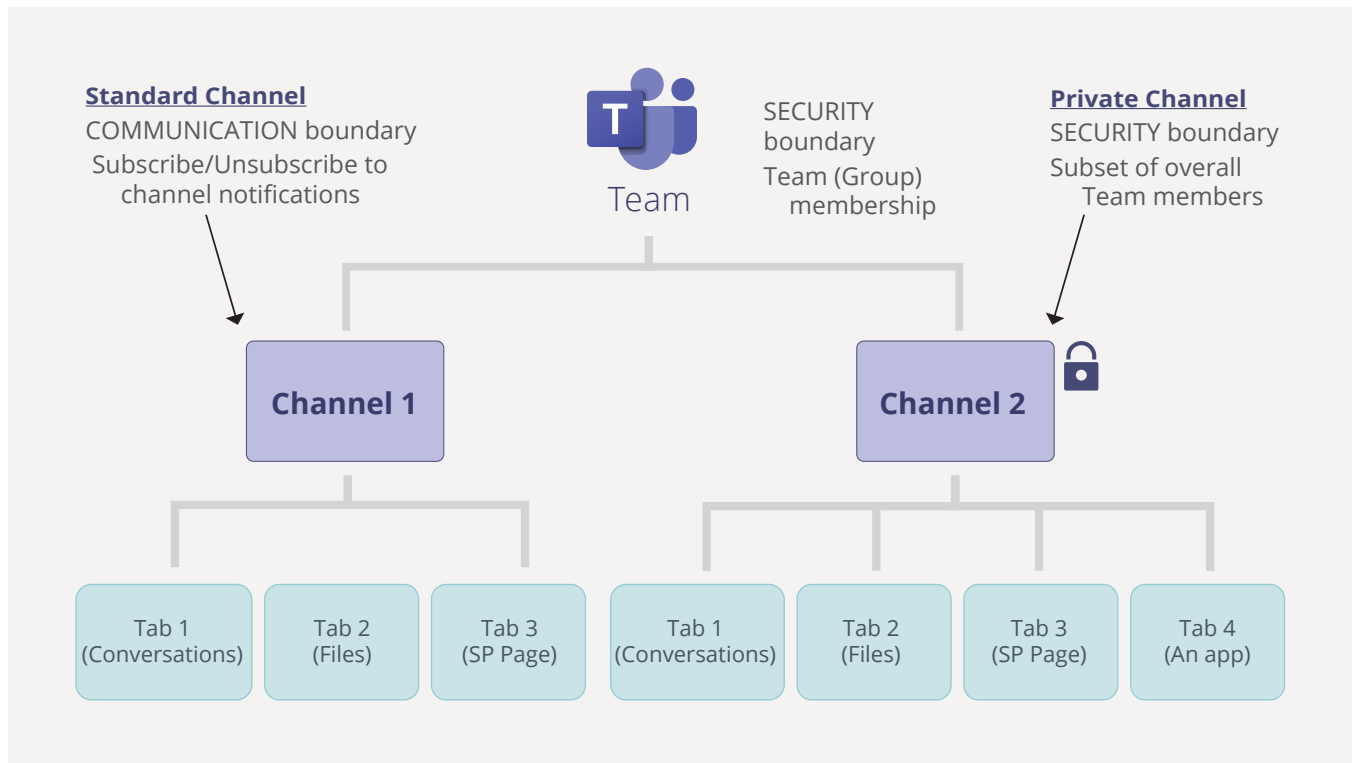 Standard Channel
COMMUNICATION boundary
Subscribe/Unsubscribe to
channel notifications
T
Team
SECURITY
boundary
Team (Group)
membership
Private Channel
SECURITY boundary
Subset of overall
Team members
Channel 1
Channel 2
Tab 1
(Conversations)
Tab 2
(Files)
Tab 3
(SP Page)
Tab 1
(Conversations)
Tab 2
(Files)
Tab 3
(SP Page)
Tab 4
(An app)